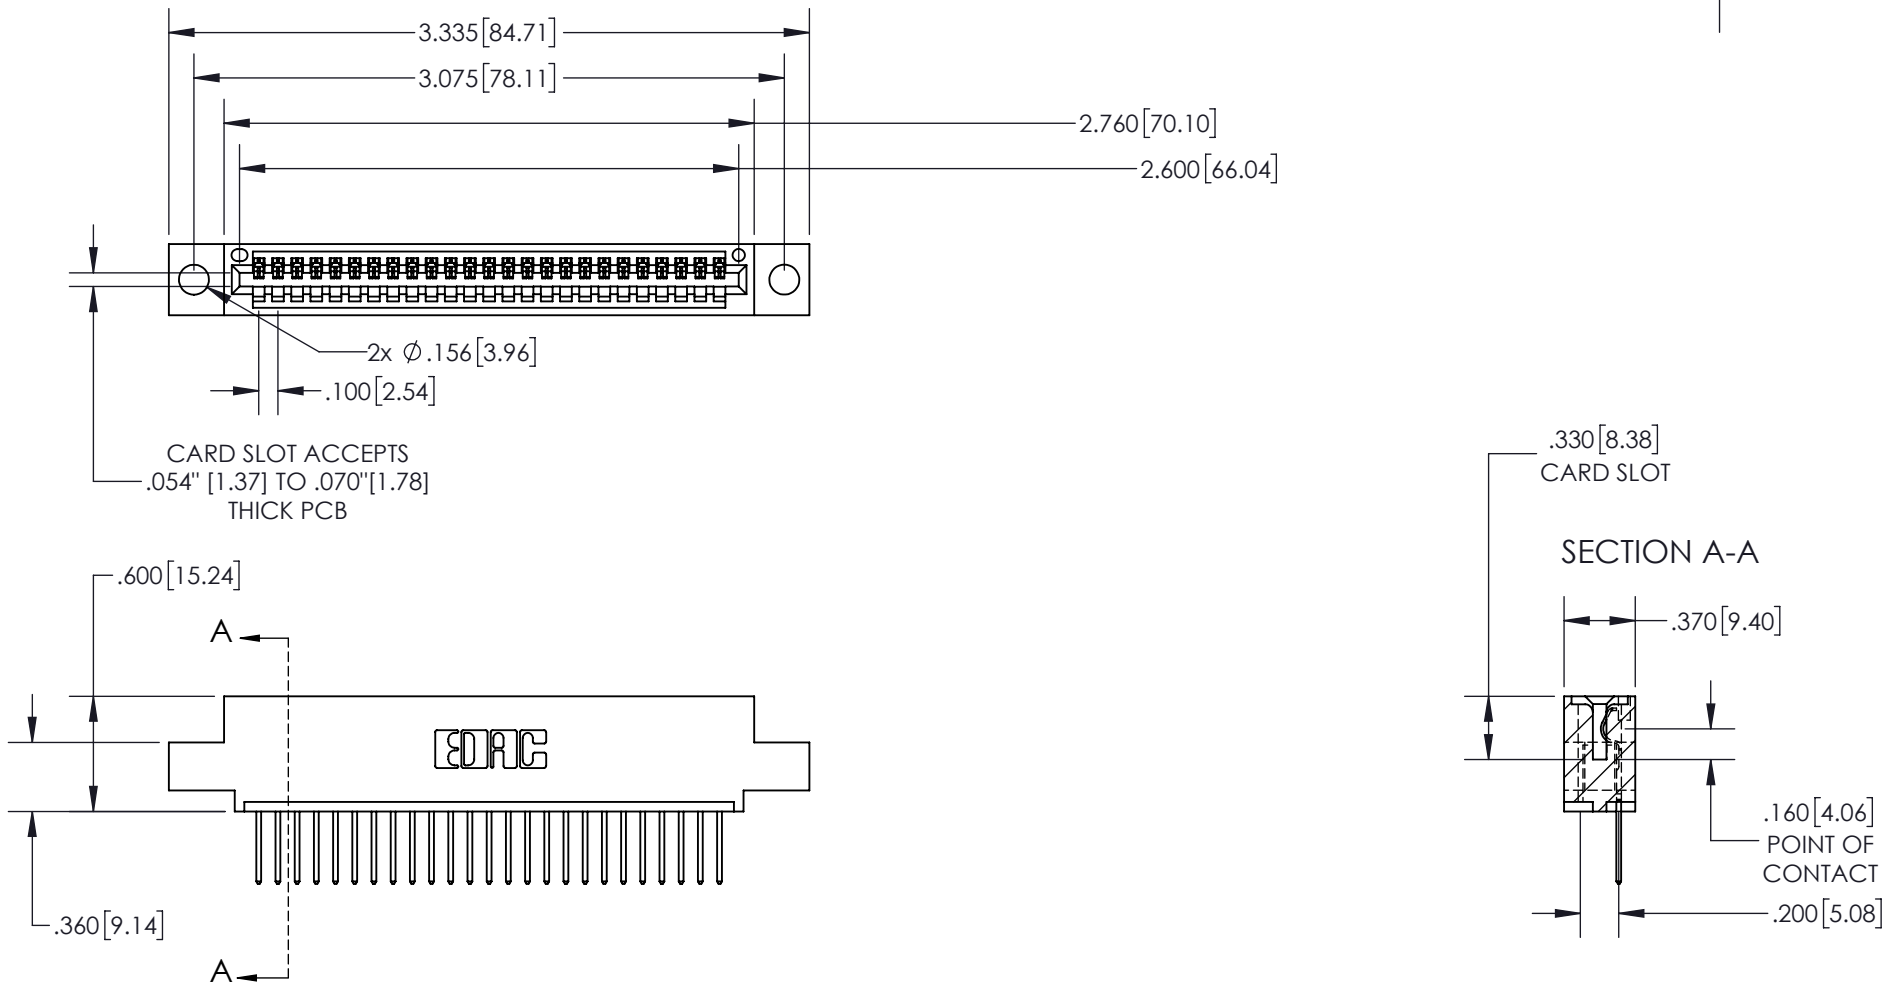 3.335[84.71]
3.075[78.11]
2.760[70.10]
2.600[66.04]
2x Ø.156[3.96]
.100[2.54]
CARD SLOT ACCEPTS
.054" [1.37] TO .070"[1.78]
THICK PCB
.330[8.38]
CARD SLOT
SECTION A-A
.600[15.24]
A
.370[9.40]
EDAC
.160[4.06]
POINT OF
CONTACT
.200[5.08]
.360[9.14]
A